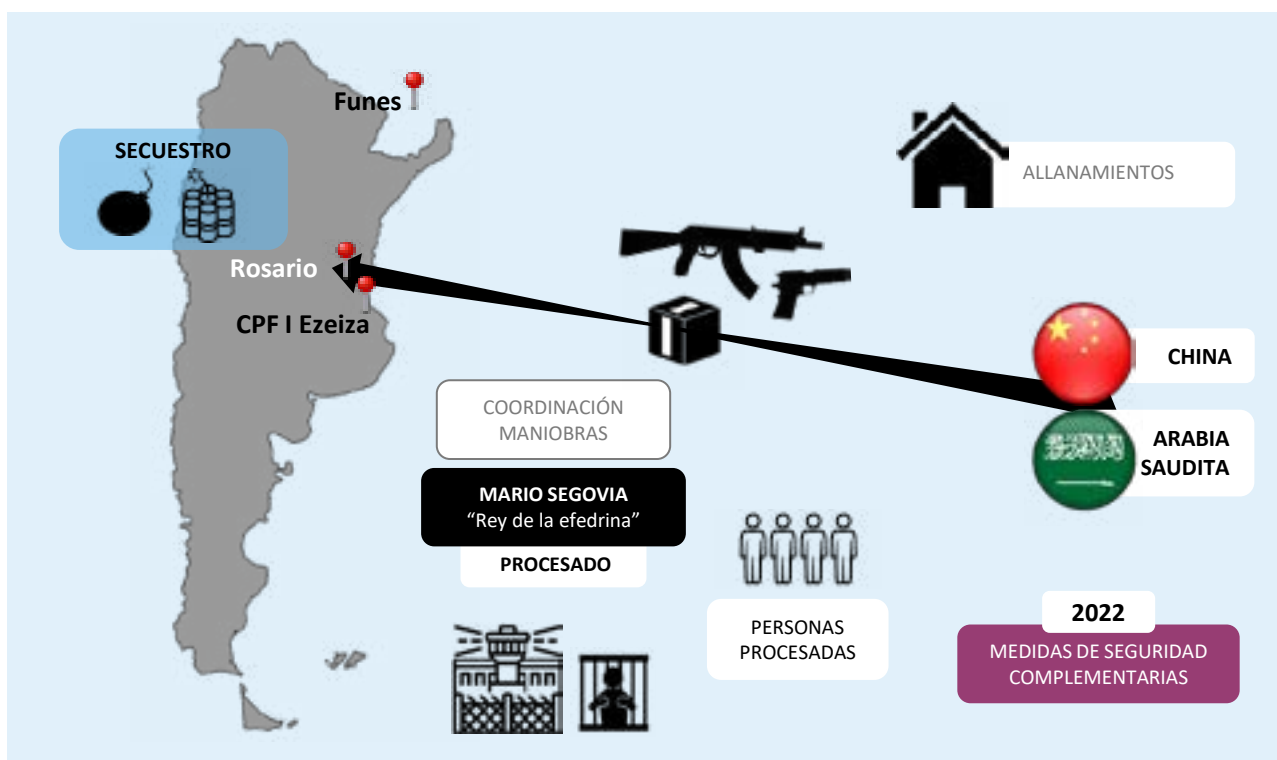 Funes
SECUESTRO
ALLANAMIENTOS
Rosario
CPF I Ezeiza
CHINA
COORDINACIÓN
MANIOBRAS
ARABIA
SAUDITA
MARIO SEGOVIA
“Rey de la efedrina”
PROCESADO
PERSONAS
PROCESADAS
2022
MEDIDAS DE SEGURIDAD
COMPLEMENTARIAS